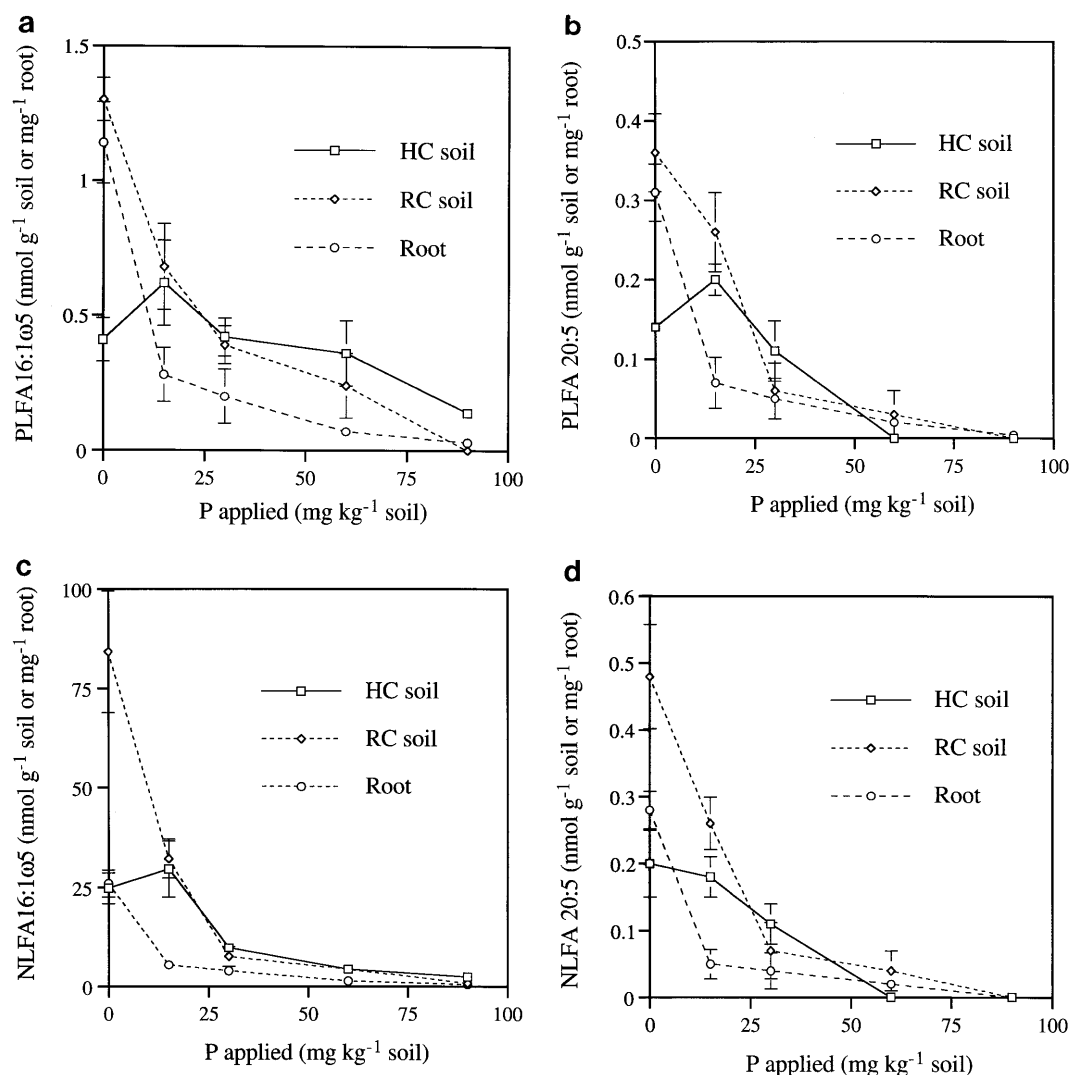 a
PLFA16:1ω5 (nmol g-1 soil or mg-1 root)
1.5
1
0.5
0
HC soil
RC soil
Root
0 25 50 75 100
P applied (mg kg-1 soil)
b
PLFA 20:5 (nmol g-1 soil or mg-1 root)
0.5
0.4
0.3
0.2
0.1
0
HC soil
RC soil
Root
0 25 50 75 100
P applied (mg kg-1 soil)
c
NLFA16:1ω5 (nmol g-1 soil or mg-1 root)
100
75
50
25
0
HC soil
RC soil
Root
0 25 50 75 100
P applied (mg kg-1 soil)
d
NLFA 20:5 (nmol g-1 soil or mg-1 root)
0.6
0.5
0.4
0.3
0.2
0.1
0
HC soil
RC soil
Root
0 25 50 75 100
P applied (mg kg-1 soil)